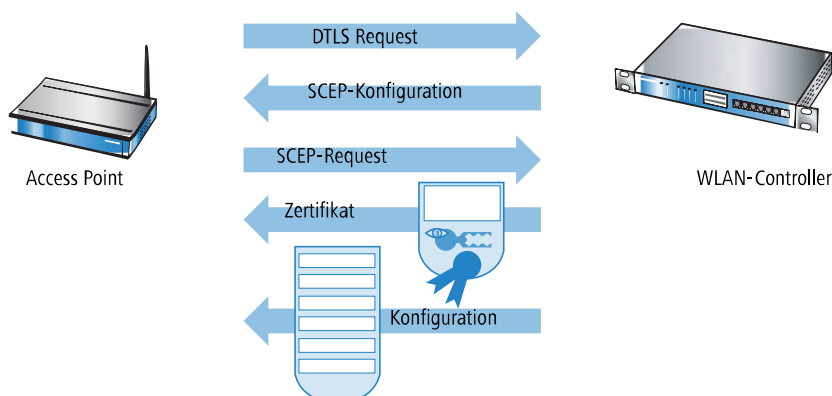 DTLS Request
SCEP-Konfiguration
SCEP-Request
Access Point
WLAN-Controller
Zertifikat
Konfiguration